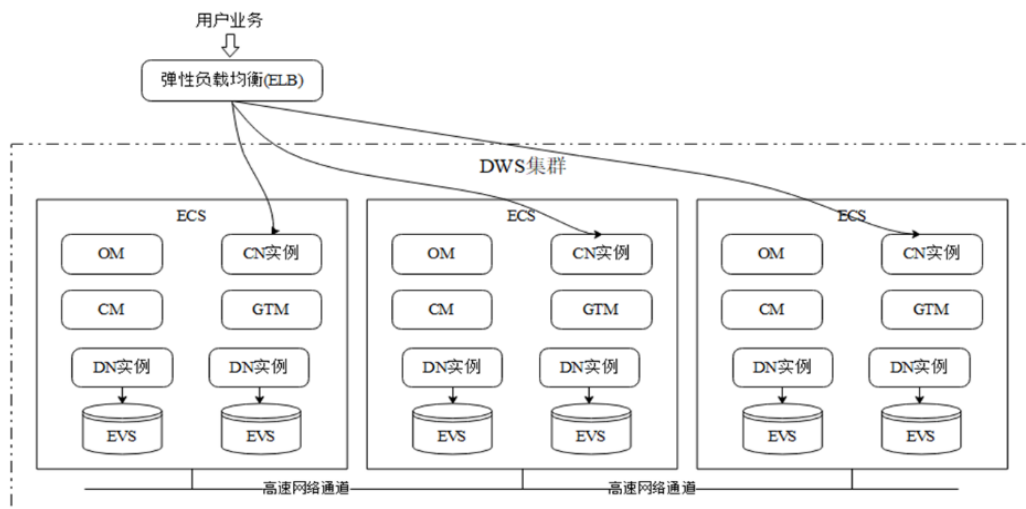 用户业务
弹性负载均衡(ELB)
DWS集群
ECS
ECS
ECS
OM
CN实例
OM
CN实例
OM
CN实例
CM
GTM
CM
GTM
CM
GTM
DN实例
DN实例
DN实例
DN实例
DN实例
DN实例
EVS
EVS
EVS
EVS
EVS
EVS
高速网络通道
高速网络通道